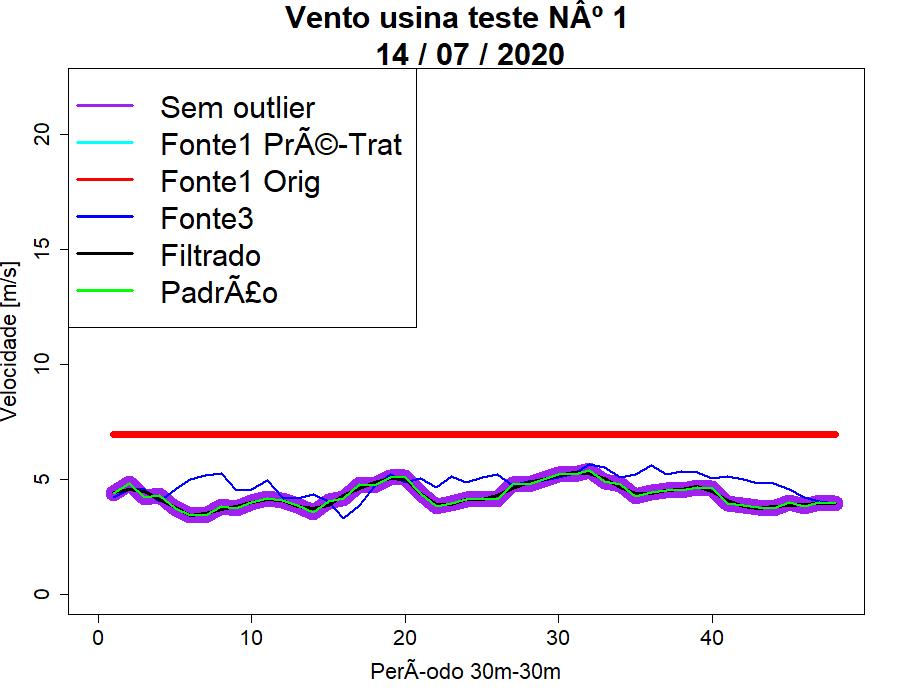 Vento usina teste NÂº 1
14 / 07 / 2020
Sem outlier
Fonte1 PrÃ©-Trat
Fonte1 Orig
Fonte3
Filtrado
PadrÃ£o
Velocidade [m/s]
20
15
10
5
0
0 10 20 30 40
PerÃ-odo 30m-30m